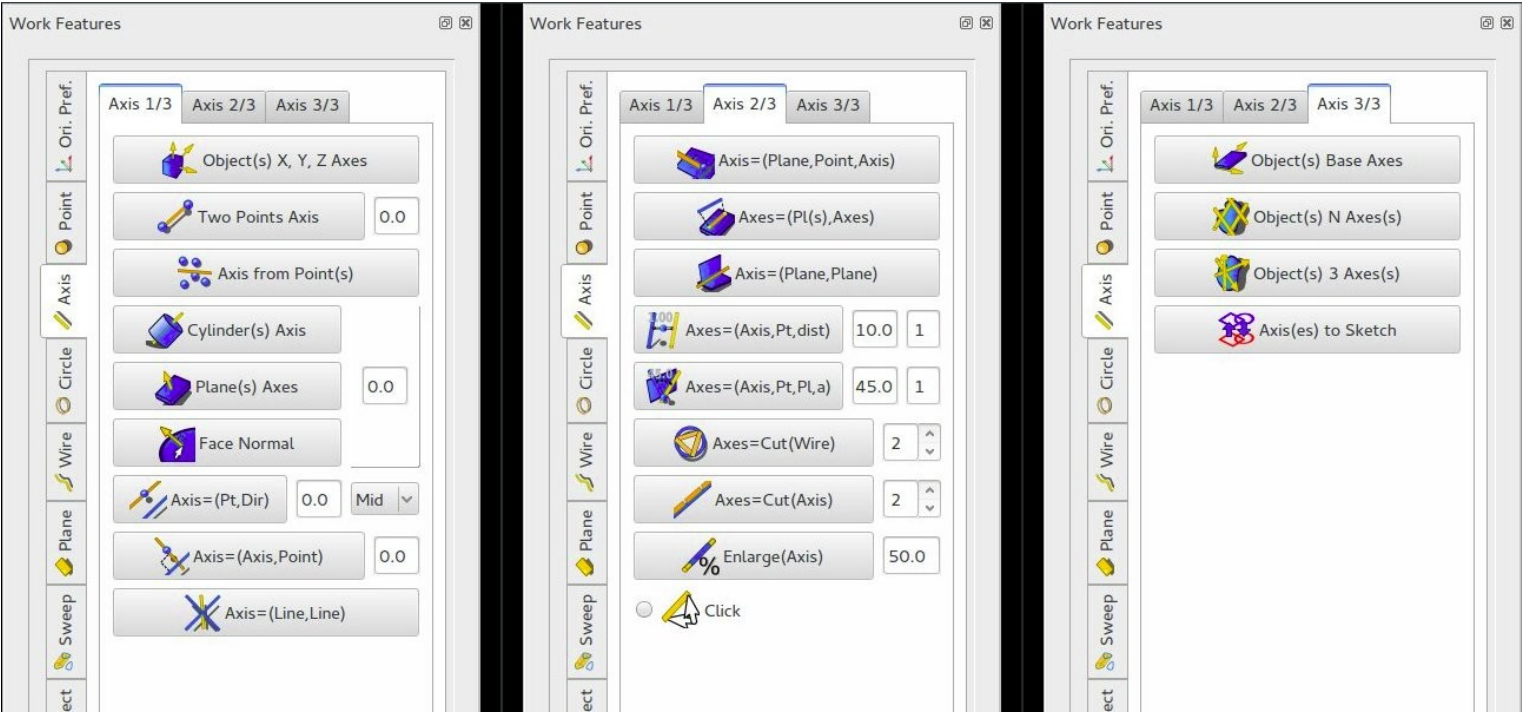 Work Features
Ori. Pref.
Point
Axis
Circle
Wire
Plane
Sweep
ect
Axis 1/3 Axis 2/3 Axis 3/3
Object(s) X, Y, Z Axes
Two Points Axis 0.0
Axis from Point(s)
Cylinder(s) Axis
Plane(s) Axes 0.0
Face Normal
Axis=(Pt,Dir) 0.0 Mid
Axis=(Axis,Point) 0.0
Axis=(Line,Line)
Work Features
Ori. Pref.
Point
Axis
Circle
Wire
Plane
Sweep
ect
Axis 1/3 Axis 2/3 Axis 3/3
Axis=(Plane,Point,Axis)
Axes=(Pl(s),Axes)
Axis=(Plane,Plane)
1.00 Axes=(Axis,Pt,dist) 10.0 1
45.0 Axes=(Axis,Pt,Pl,a) 45.0 1
Axes=Cut(Wire) 2
Axes=Cut(Axis) 2
% Enlarge(Axis) 50.0
Click
Work Features
Ori. Pref.
Point
Axis
Circle
Wire
Plane
Sweep
ect
Axis 1/3 Axis 2/3 Axis 3/3
Object(s) Base Axes
Object(s) N Axes(s)
Object(s) 3 Axes(s)
Axis(es) to Sketch